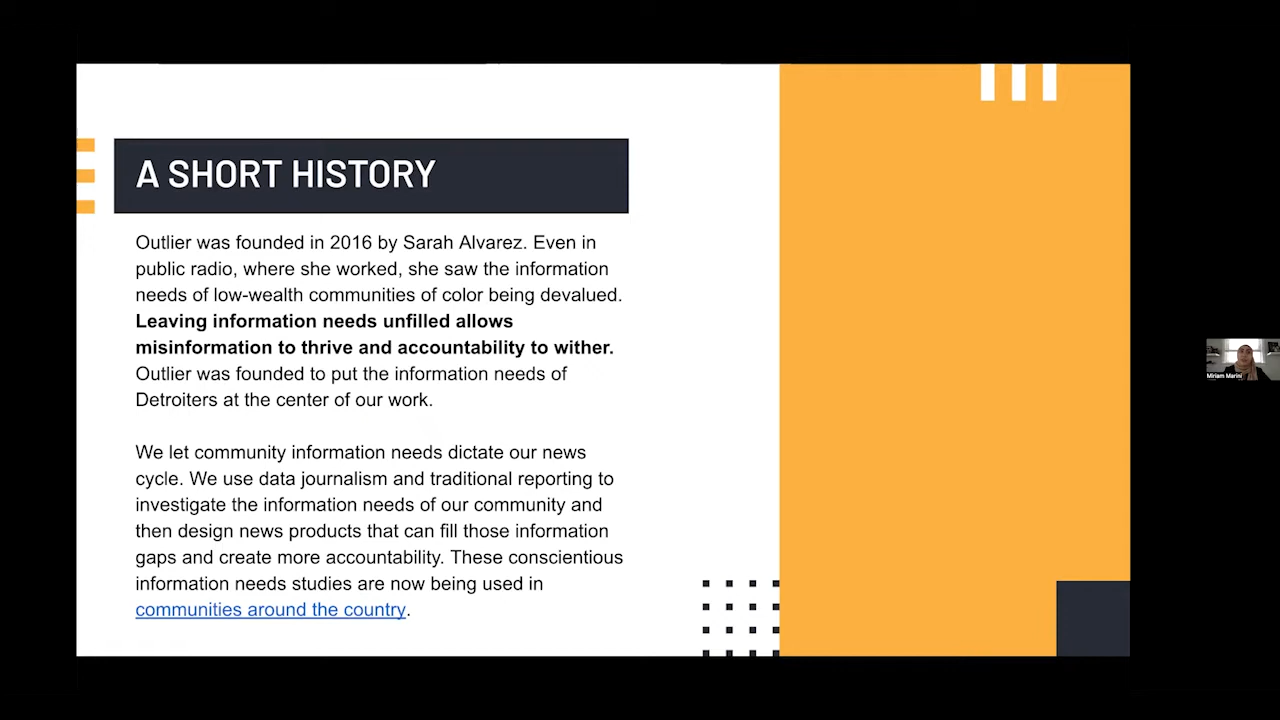 A SHORT HISTORY
Outlier was founded in 2016 by Sarah Alvarez. Even in
public radio, where she worked, she saw the information
needs of low-wealth communities of color being devalued.
Leaving information needs unfilled allows
misinformation to thrive and accountability to wither.
Outlier was founded to put the information needs of
Detroiters at the center of our work.
We let community information needs dictate our news
cycle. We use data journalism and traditional reporting to
investigate the information needs of our community and
then design news products that can fill those information
gaps and create more accountability. These conscientious
information needs studies are now being used in
communities around the country.
Miriam Marini